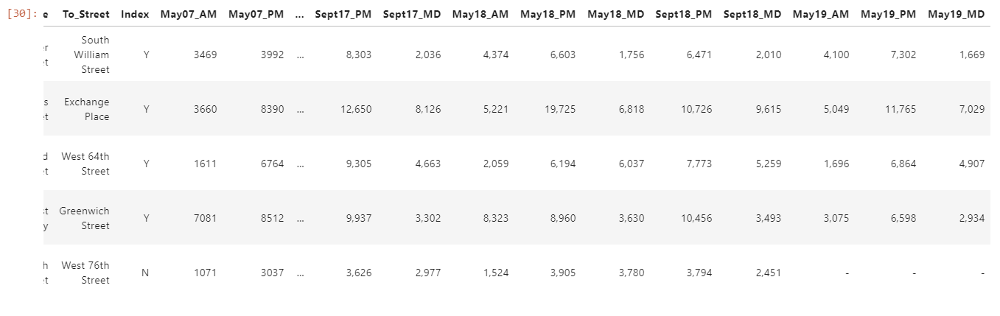 [30]: e To_Street Index May07_AM May07_PM ... Sept17_PM Sept17_MD May18_AM May18_PM May18_MD Sept18_PM Sept18_MD May19_AM May19_PM May19_MD
South
r William Y 3469 3992 ... 8,303 2,036 4,374 6,603 1,756 6,471 2,010 4,100 7,302 1,669
et Street
s Exchange
et Place Y 3660 8390 ... 12,650 8,126 5,221 19,725 6,818 10,726 9,615 5,049 11,765 7,029
d West 64th
et Street Y 1611 6764 ... 9,305 4,663 2,059 6,194 6,037 7,773 5,259 1,696 6,864 4,907
st Greenwich
y Street Y 7081 8512 ... 9,937 3,302 8,323 8,960 3,630 10,456 3,493 3,075 6,598 2,934
h West 76th
et Street N 1071 3037 ... 3,626 2,977 1,524 3,905 3,780 3,794 2,451 - - -